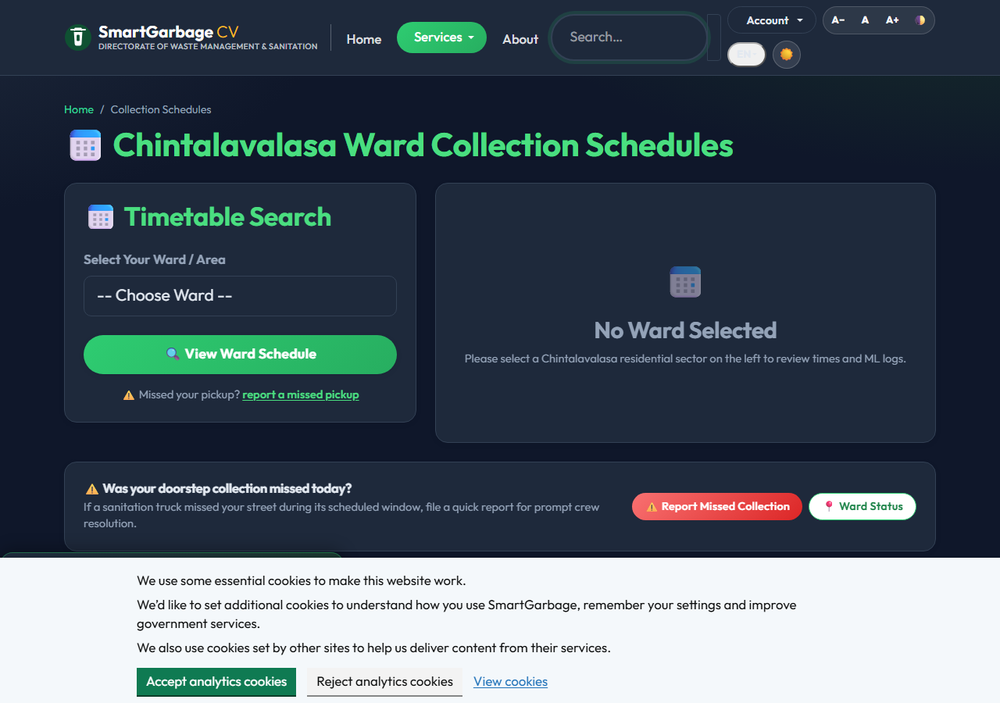 SmartGarbage CV
DIRECTORATE OF WASTE MANAGEMENT & SANITATION
Home
Services
About
Search...
Account
A− A A+
EN
Home / Collection Schedules
Chintalavalasa Ward Collection Schedules
Timetable Search
Select Your Ward / Area
-- Choose Ward --
View Ward Schedule
Missed your pickup? report a missed pickup
No Ward Selected
Please select a Chintalavalasa residential sector on the left to review times and ML logs.
Was your doorstep collection missed today?
If a sanitation truck missed your street during its scheduled window, file a quick report for prompt crew
resolution.
Report Missed Collection
Ward Status
We use some essential cookies to make this website work.
We’d like to set additional cookies to understand how you use SmartGarbage, remember your settings and improve
government services.
We also use cookies set by other sites to help us deliver content from their services.
Accept analytics cookies
Reject analytics cookies
View cookies